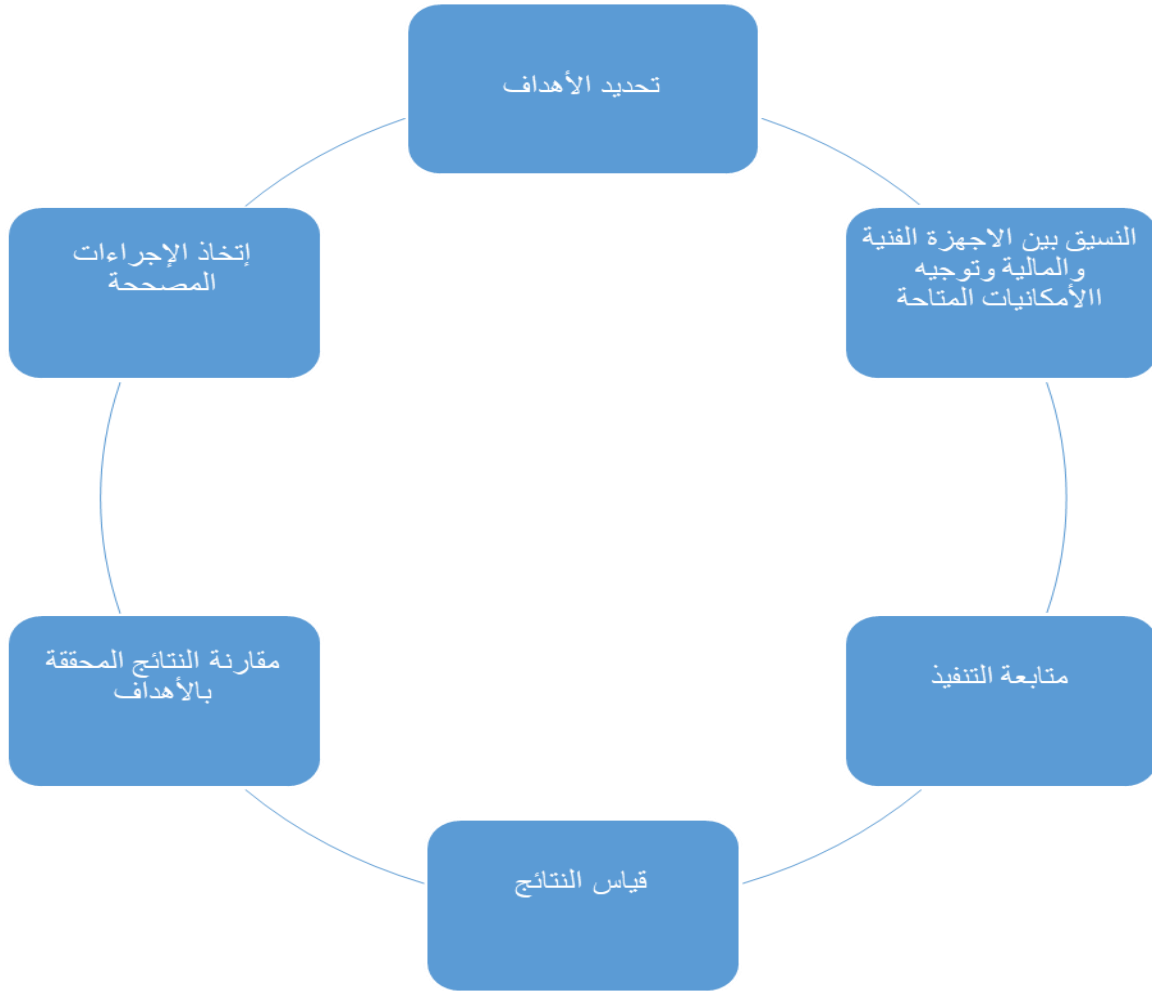 تحديد الأهداف
النسيق بين الاجهزة الفنية
والمالية وتوجيه
االأمكانيات المتاحة
متابعة التنفيذ
قياس النتائج
مقارنة النتائج المحققة
بالأهداف
إتخاذ الإجراءات
المصححة